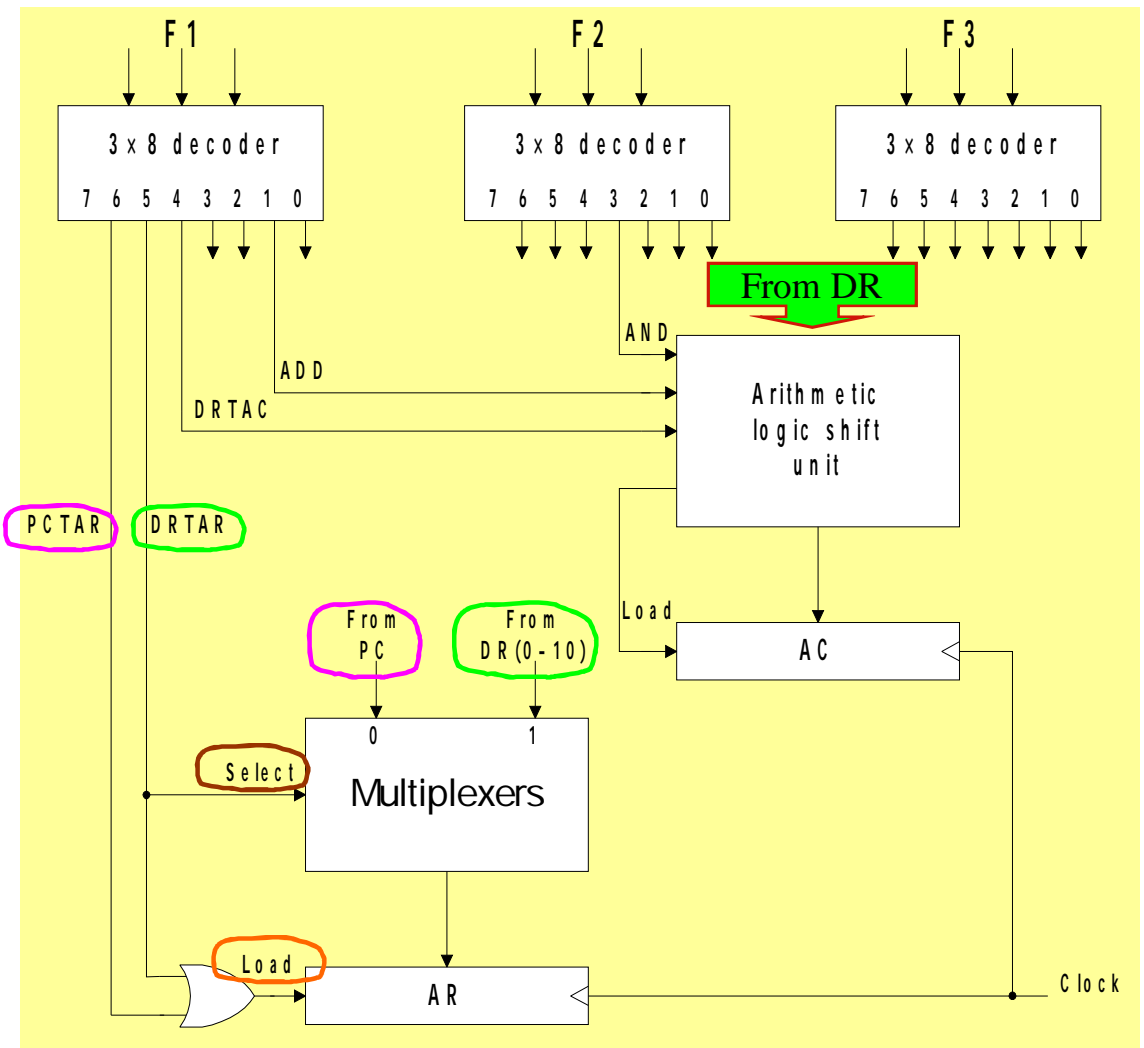 F1 F2 F3
3×8 decoder 3×8 decoder 3×8 decoder
7 6 5 4 3 2 1 0 7 6 5 4 3 2 1 0 7 6 5 4 3 2 1 0
From DR
AND
ADD
DRTAC
Arithmetic
logic shift
unit
PCTAR DRTAR
Load
From
PC
From
DR(0-10)
AC
0 1
Select
Multiplexers
Load
AR
Clock